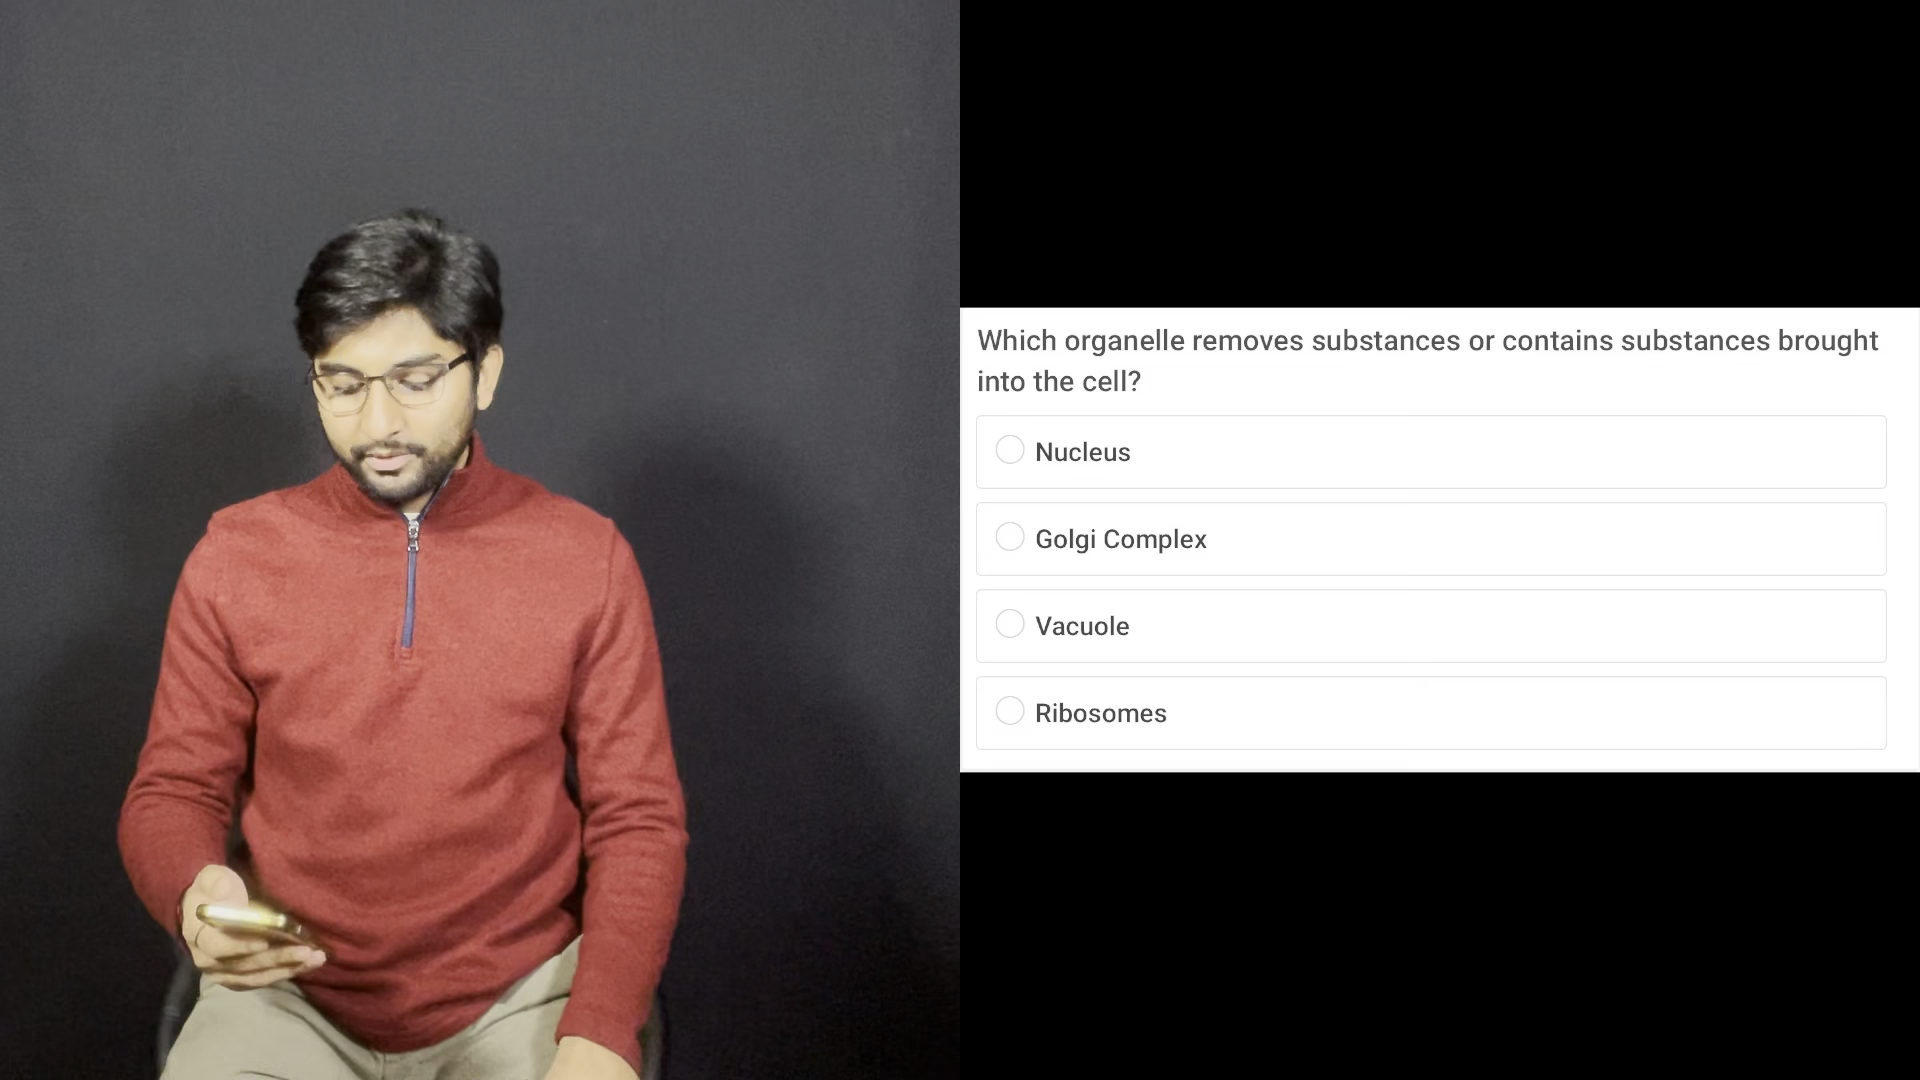 Which organelle removes substances or contains substances brought
into the cell?
Nucleus
Golgi Complex
Vacuole
Ribosomes